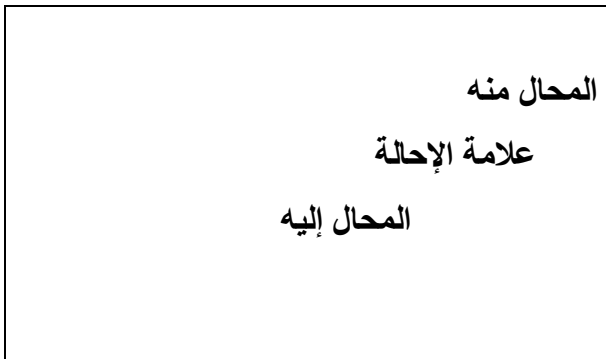 المحال منه
علامة الإحالة
المحال إليه